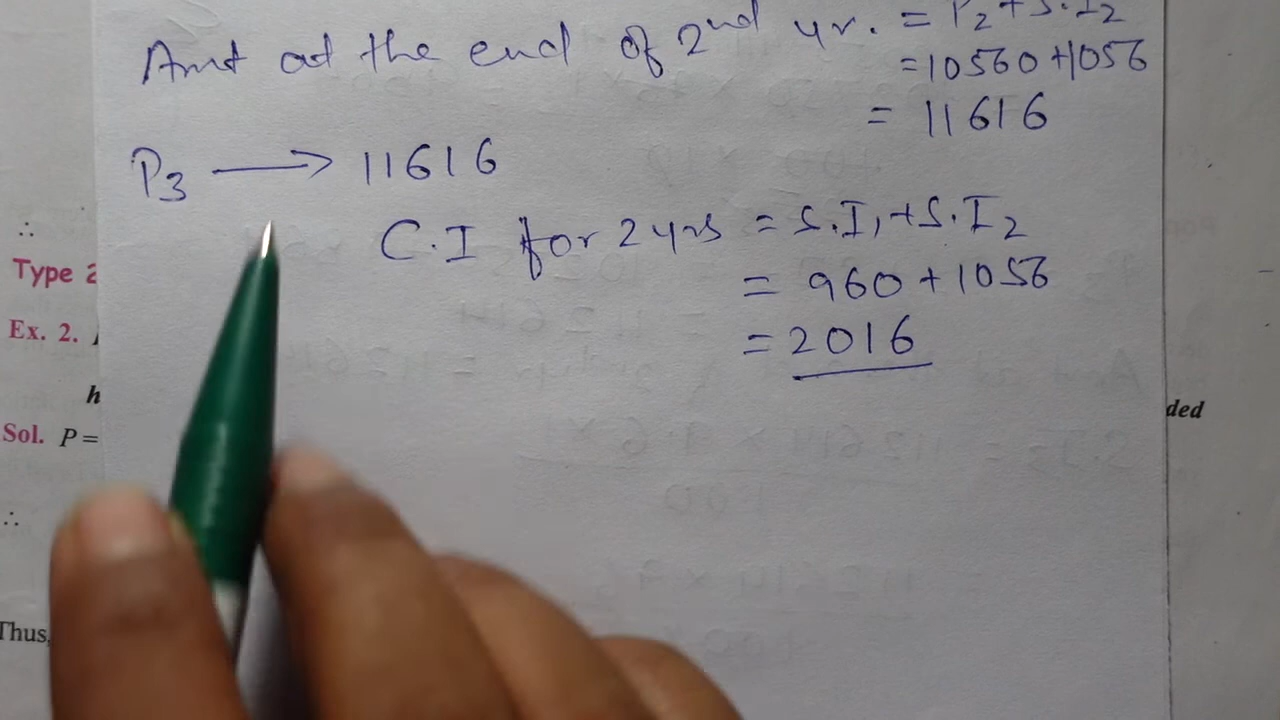 Amt at the end of 2nd yr. = P2 + S.I2
= 10560 + 1056
= 11616
P3 → 11616
C.I for 2 yrs = S.I1 + S.I2
= 960 + 1056
= 2016
∴
Type 2
Ex. 2.
h
ded
Sol. P =
∴
Thus,